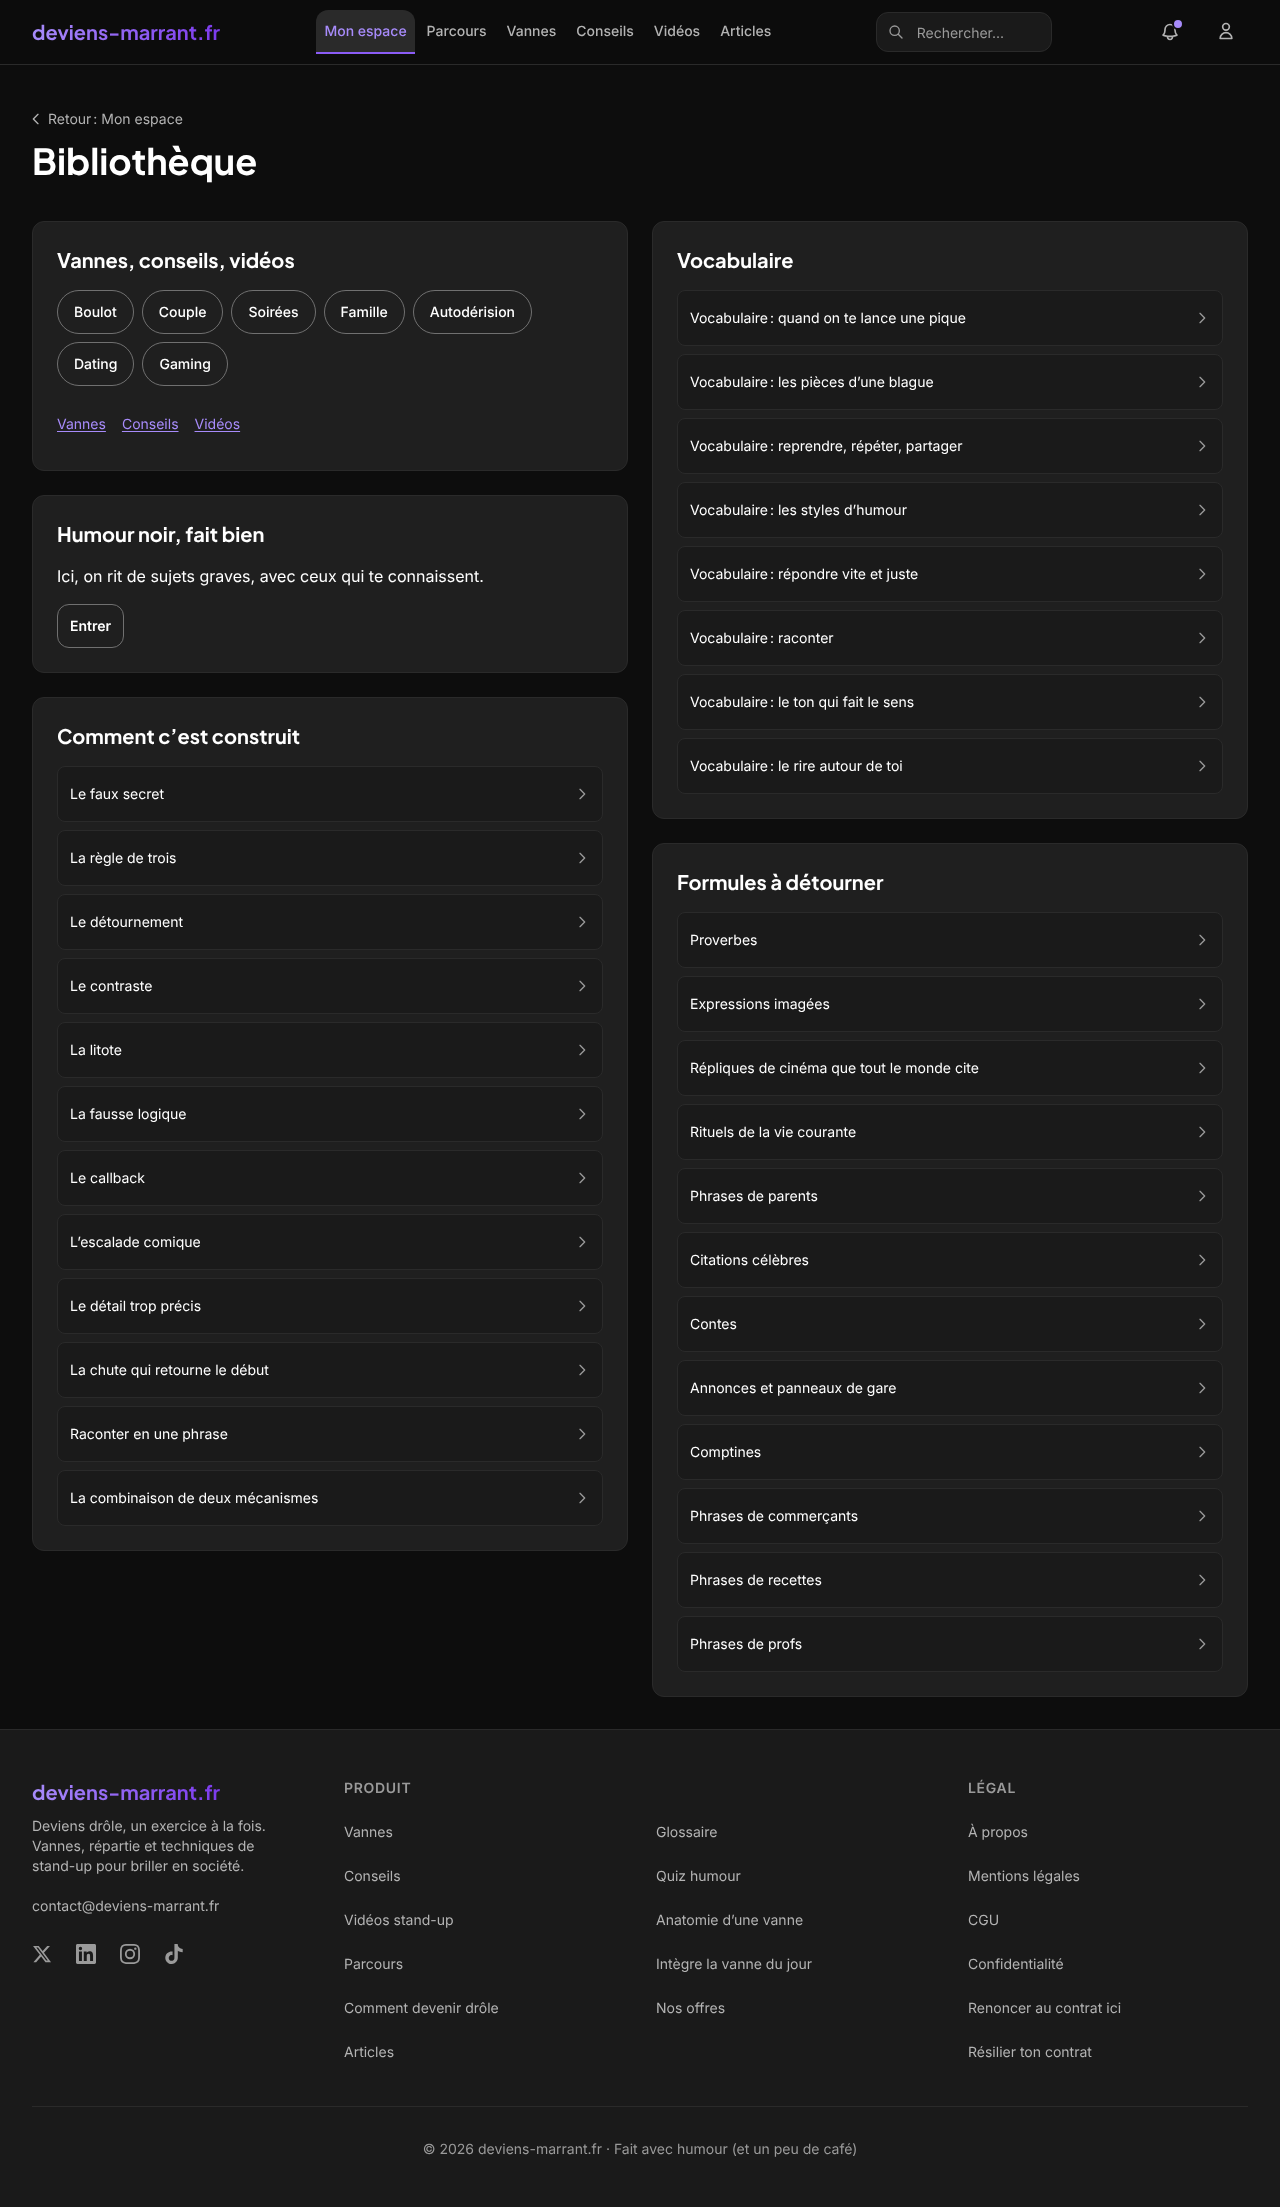 deviens-marrant.fr
Mon espace
Parcours
Vannes
Conseils
Vidéos
Articles
Rechercher...
Retour : Mon espace
Bibliothèque
Vannes, conseils, vidéos
Boulot
Couple
Soirées
Famille
Autodérision
Dating
Gaming
Vannes
Conseils
Vidéos
Humour noir, fait bien
Ici, on rit de sujets graves, avec ceux qui te connaissent.
Entrer
Comment c’est construit
Le faux secret
La règle de trois
Le détournement
Le contraste
La litote
La fausse logique
Le callback
L’escalade comique
Le détail trop précis
La chute qui retourne le début
Raconter en une phrase
La combinaison de deux mécanismes
Vocabulaire
Vocabulaire : quand on te lance une pique
Vocabulaire : les pièces d’une blague
Vocabulaire : reprendre, répéter, partager
Vocabulaire : les styles d’humour
Vocabulaire : répondre vite et juste
Vocabulaire : raconter
Vocabulaire : le ton qui fait le sens
Vocabulaire : le rire autour de toi
Formules à détourner
Proverbes
Expressions imagées
Répliques de cinéma que tout le monde cite
Rituels de la vie courante
Phrases de parents
Citations célèbres
Contes
Annonces et panneaux de gare
Comptines
Phrases de commerçants
Phrases de recettes
Phrases de profs
deviens-marrant.fr
Deviens drôle, un exercice à la fois.
Vannes, répartie et techniques de
stand-up pour briller en société.
contact@deviens-marrant.fr
PRODUIT
Vannes
Conseils
Vidéos stand-up
Parcours
Comment devenir drôle
Articles
Glossaire
Quiz humour
Anatomie d’une vanne
Intègre la vanne du jour
Nos offres
LÉGAL
À propos
Mentions légales
CGU
Confidentialité
Renoncer au contrat ici
Résilier ton contrat
© 2026 deviens-marrant.fr · Fait avec humour (et un peu de café)